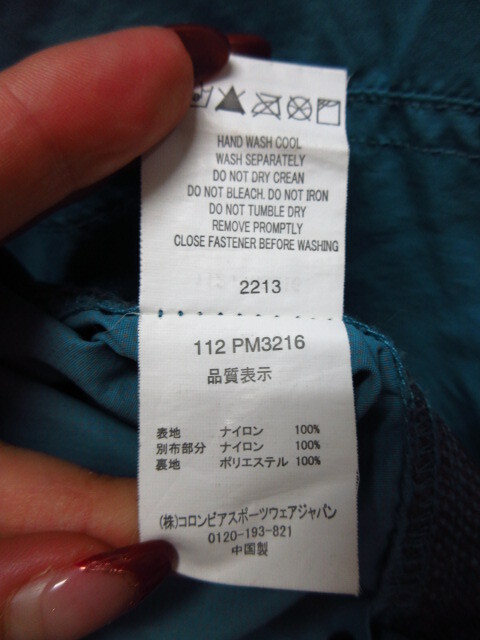 HAND WASH COOL
WASH SEPARATELY
DO NOT DRY CREAN
DO NOT BLEACH. DO NOT IRON
DO NOT TUMBLE DRY
REMOVE PROMPTLY
CLOSE FASTENER BEFORE WASHING
2213
112 PM3216
品質表示
表地 ナイロン 100%
別布部分 ナイロン 100%
裏地 ポリエステル 100%
(株)コロンビアスポーツウェアジャパン
0120-193-821
中国製